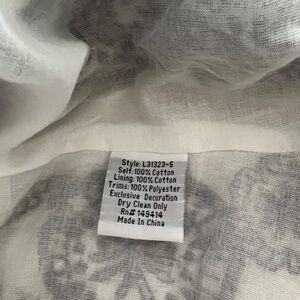 Style: L31323-S
Self: 100% Cotton
Lining: 100% Cotton
Trims: 100% Polyester
Exclusive Decoration
Dry Clean Only
Rn# 149414
Made In China